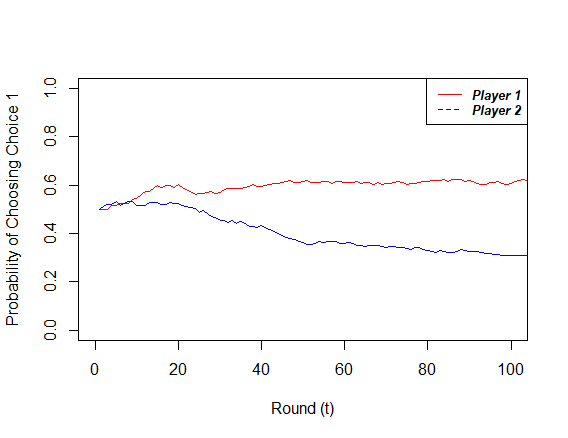 Player 1
Player 2
Probability of Choosing Choice 1
1.0
0.8
0.6
0.4
0.2
0.0
0 20 40 60 80 100
Round (t)